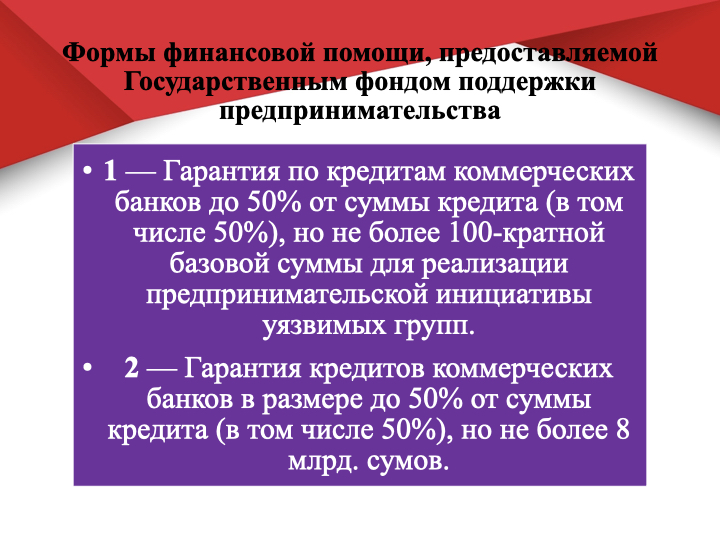 Формы финансовой помощи, предоставляемой
Государственным фондом поддержки
предпринимательства
• 1 — Гарантия по кредитам коммерческих
банков до 50% от суммы кредита (в том
числе 50%), но не более 100-кратной
базовой суммы для реализации
предпринимательской инициативы
уязвимых групп.
• 2 — Гарантия кредитов коммерческих
банков в размере до 50% от суммы
кредита (в том числе 50%), но не более 8
млрд. сумов.